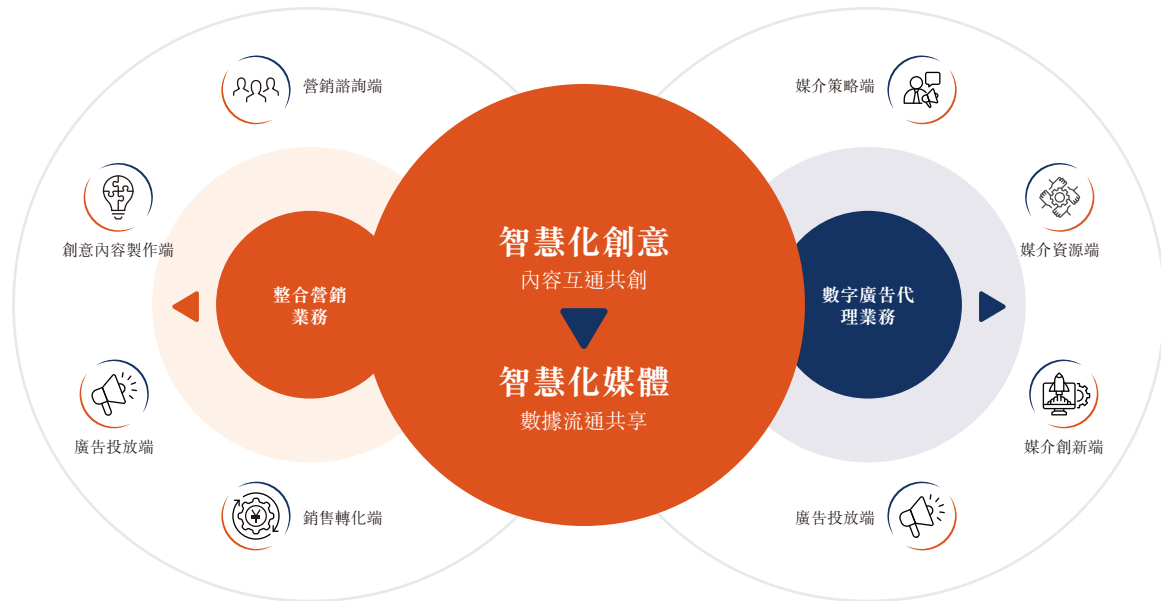 營銷諮詢端
創意內容製作端
廣告投放端
銷售轉化端
整合營銷
業務
智慧化創意
內容互通共創
智慧化媒體
數據流通共享
數字廣告代
理業務
媒介策略端
媒介資源端
媒介創新端
廣告投放端
¥